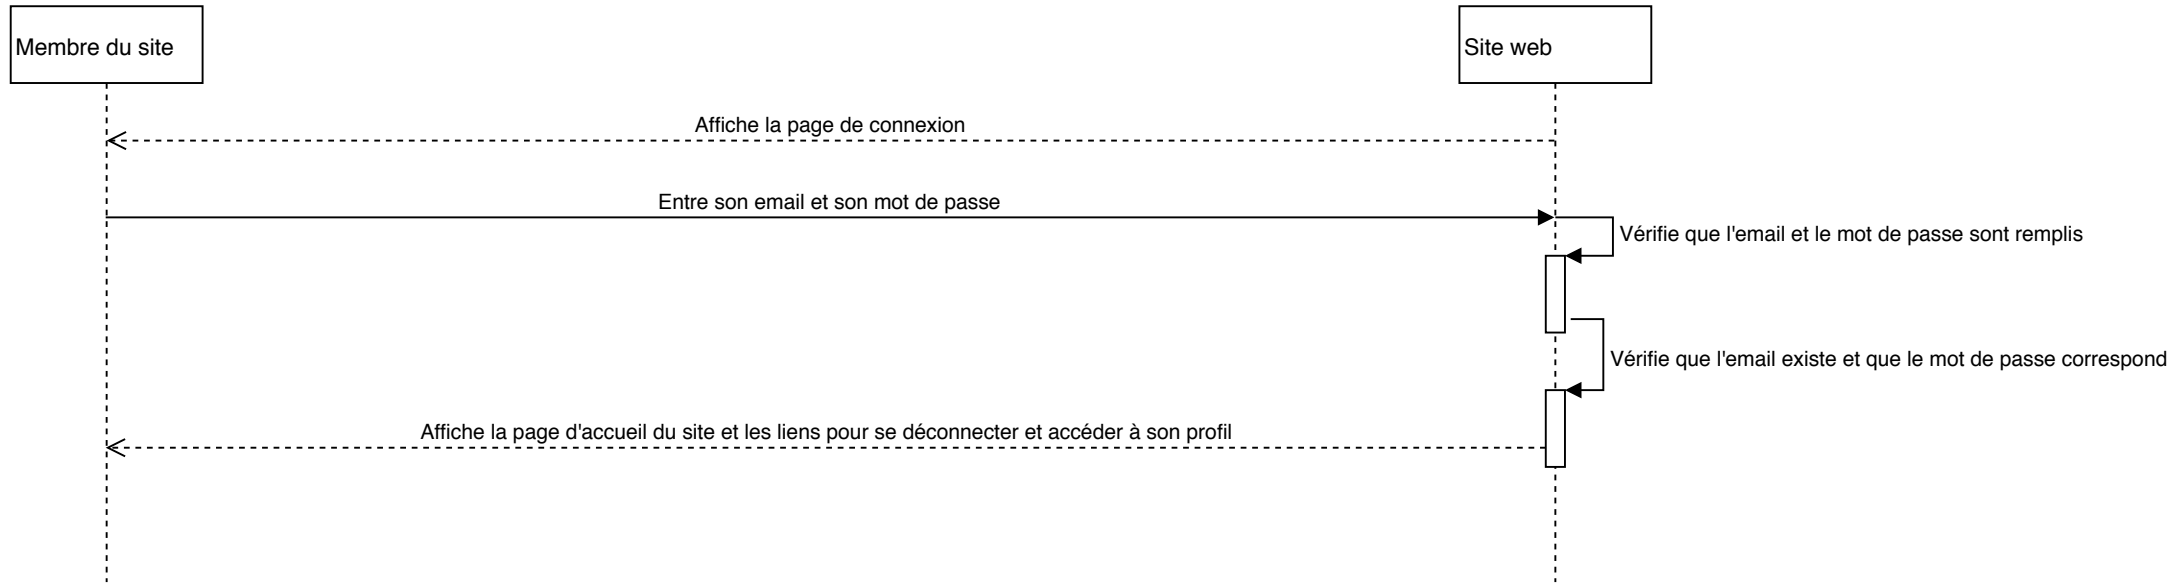 Membre du site
Site web
Affiche la page de connexion
Entre son email et son mot de passe
Vérifie que l'email et le mot de passe sont remplis
Vérifie que l'email existe et que le mot de passe correspond
Affiche la page d'accueil du site et les liens pour se déconnecter et accéder à son profil